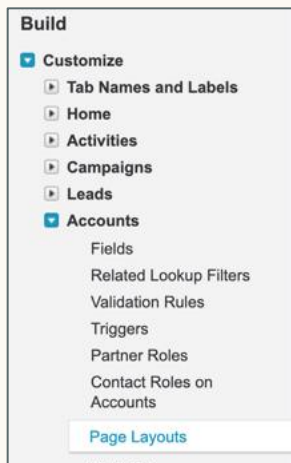 Build
Customize
Tab Names and Labels
Home
Activities
Campaigns
Leads
Accounts
Fields
Related Lookup Filters
Validation Rules
Triggers
Partner Roles
Contact Roles on
Accounts
Page Layouts